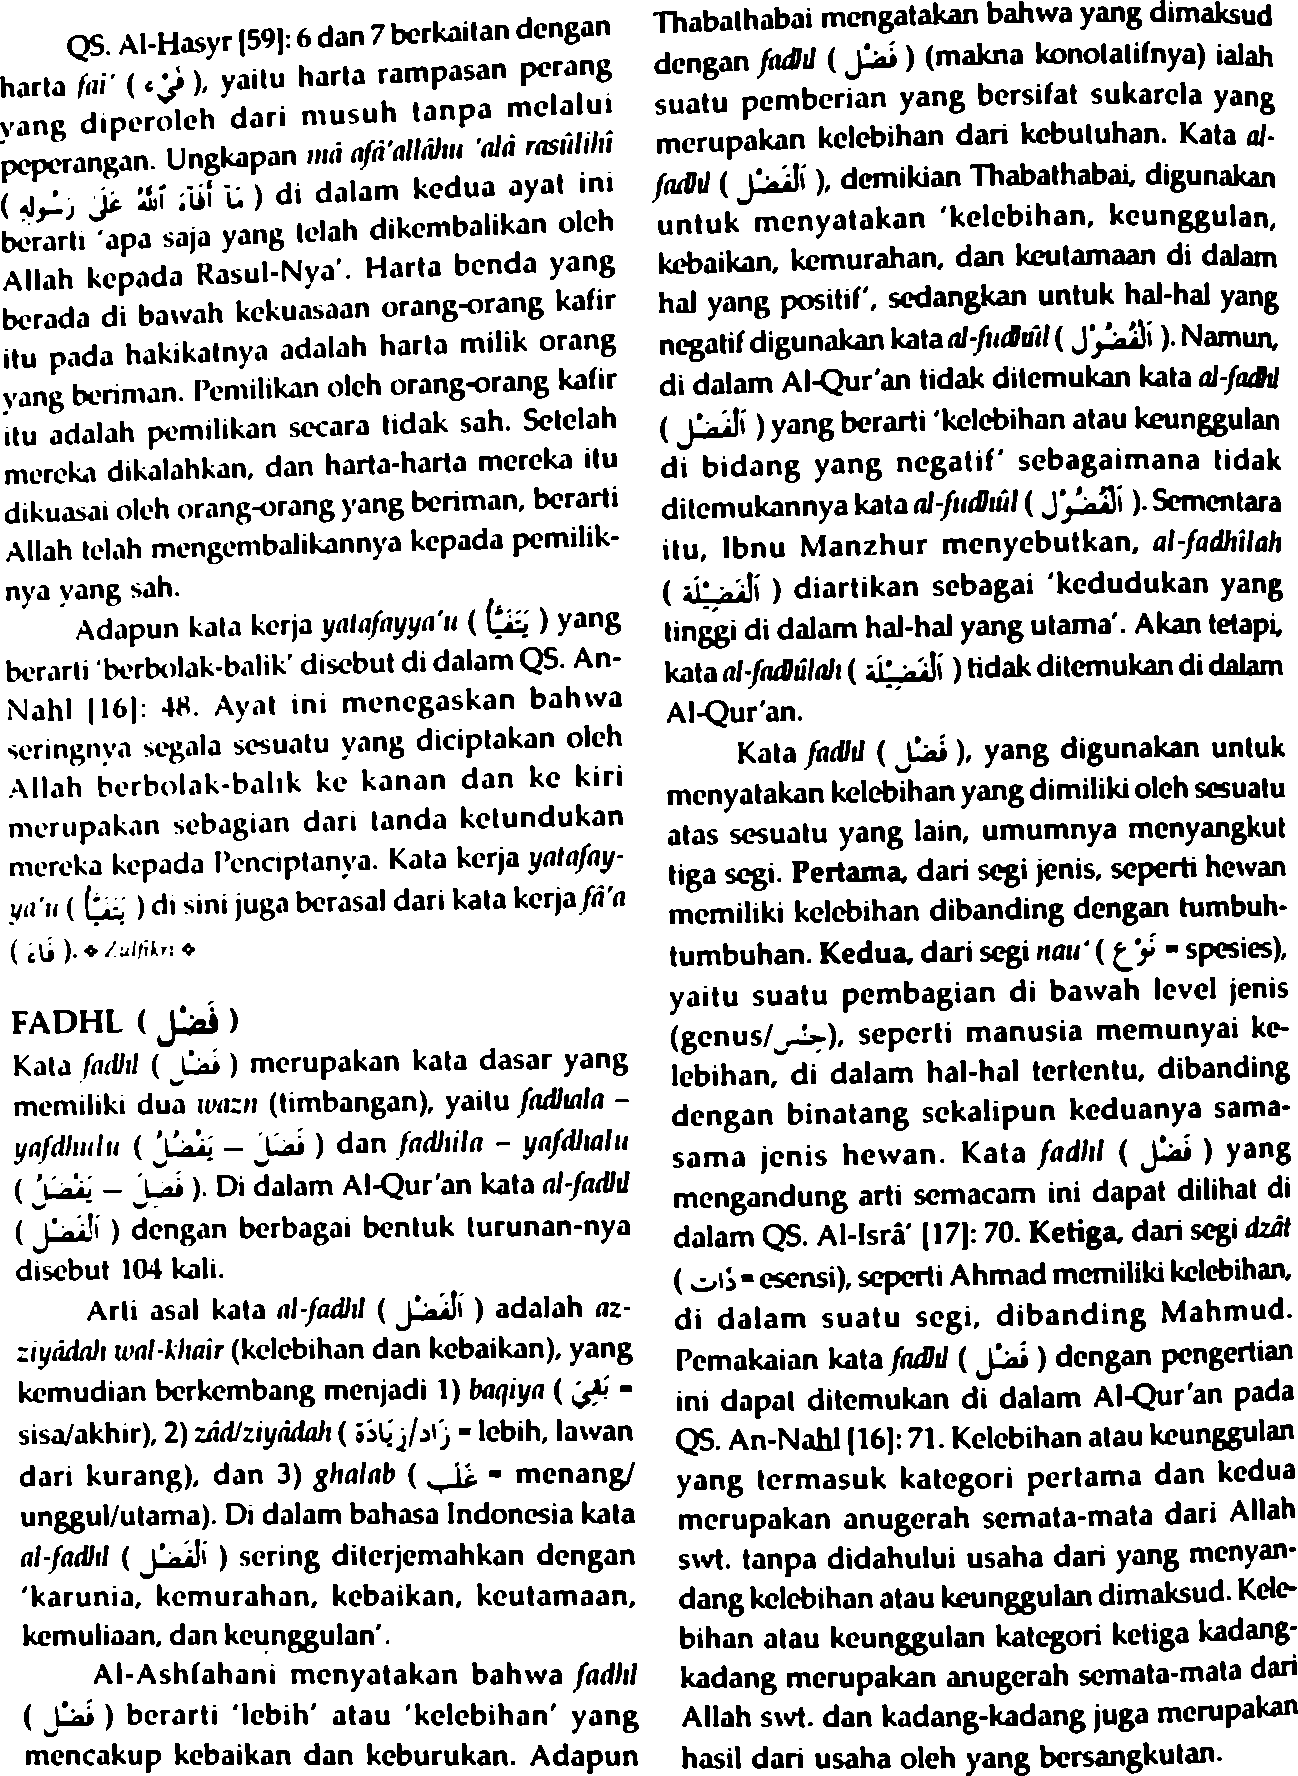 QS. Al-Hasyr [59]: 6 dan 7 berkaitan dengan
harta fai' ( فَيْء ), yaitu harta rampasan perang
yang diperoleh dari musuh tanpa melalui
peperangan. Ungkapan mâ afâ'allâhu 'alâ rasûlihî
( مَا أَفَاءَ اللهُ عَلَى رَسُولِهِ ) di dalam kedua ayat ini
berarti 'apa saja yang telah dikembalikan oleh
Allah kepada Rasul-Nya'. Harta benda yang
berada di bawah kekuasaan orang-orang kafir
itu pada hakikatnya adalah harta milik orang
yang beriman. Pemilikan oleh orang-orang kafir
itu adalah pemilikan secara tidak sah. Setelah
mereka dikalahkan, dan harta-harta mereka itu
dikuasai oleh orang-orang yang beriman, berarti
Allah telah mengembalikannya kepada pemilik-
nya yang sah.
Adapun kata kerja yatafayya'u ( يَتَفَيَّأُ ) yang
berarti 'berbolak-balik' disebut di dalam QS. An-
Nahl [16]: 48. Ayat ini menegaskan bahwa
seringnya segala sesuatu yang diciptakan oleh
Allah berbolak-balik ke kanan dan ke kiri
merupakan sebagian dari tanda ketundukan
mereka kepada Penciptanya. Kata kerja yatafay-
ya'u ( يَتَفَيَّأُ ) di sini juga berasal dari kata kerja fâ'a
( فَاءَ ). ❖ Zulfikri ❖
FADHL ( فَضْل )
Kata fadhl ( فَضْل ) merupakan kata dasar yang
memiliki dua wazn (timbangan), yaitu fadhala –
yafdhulu ( فَضَلَ – يَفْضُلُ ) dan fadhila – yafdhalu
( فَضِلَ – يَفْضَلُ ). Di dalam Al-Qur'an kata al-fadhl
( اَلْفَضْل ) dengan berbagai bentuk turunan-nya
disebut 104 kali.
Arti asal kata al-fadhl ( اَلْفَضْل ) adalah az-
ziyâdah wal-khair (kelebihan dan kebaikan), yang
kemudian berkembang menjadi 1) baqiya ( بَقِيَ =
sisa/akhir), 2) zâd/ziyâdah ( زَاد/زِيَادَة = lebih, lawan
dari kurang), dan 3) ghalab ( غَلَب = menang/
unggul/utama). Di dalam bahasa Indonesia kata
al-fadhl ( اَلْفَضْل ) sering diterjemahkan dengan
'karunia, kemurahan, kebaikan, keutamaan,
kemuliaan, dan keunggulan'.
Al-Ashfahani menyatakan bahwa fadhl
( فَضْل ) berarti 'lebih' atau 'kelebihan' yang
mencakup kebaikan dan keburukan. Adapun
Thabathabai mengatakan bahwa yang dimaksud
dengan fadhl ( فَضْل ) (makna konotatifnya) ialah
suatu pemberian yang bersifat sukarela yang
merupakan kelebihan dari kebutuhan. Kata al-
fadhl ( اَلْفَضْل ), demikian Thabathabai, digunakan
untuk menyatakan 'kelebihan, keunggulan,
kebaikan, kemurahan, dan keutamaan di dalam
hal yang positif', sedangkan untuk hal-hal yang
negatif digunakan kata al-fudhûl ( اَلْفُضُوْل ). Namun,
di dalam Al-Qur'an tidak ditemukan kata al-fadhl
( اَلْفَضْل ) yang berarti 'kelebihan atau keunggulan
di bidang yang negatif' sebagaimana tidak
ditemukannya kata al-fudhûl ( اَلْفُضُوْل ). Sementara
itu, Ibnu Manzhur menyebutkan, al-fadhîlah
( اَلْفَضِيْلَة ) diartikan sebagai 'kedudukan yang
tinggi di dalam hal-hal yang utama'. Akan tetapi,
kata al-fadhîlah ( اَلْفَضِيْلَة ) tidak ditemukan di dalam
Al-Qur'an.
Kata fadhl ( فَضْل ), yang digunakan untuk
menyatakan kelebihan yang dimiliki oleh sesuatu
atas sesuatu yang lain, umumnya menyangkut
tiga segi. Pertama, dari segi jenis, seperti hewan
memiliki kelebihan dibanding dengan tumbuh-
tumbuhan. Kedua, dari segi nau' ( نَوْع = spesies),
yaitu suatu pembagian di bawah level jenis
(genus/جِنْس), seperti manusia memunyai ke-
lebihan, di dalam hal-hal tertentu, dibanding
dengan binatang sekalipun keduanya sama-
sama jenis hewan. Kata fadhl ( فَضْل ) yang
mengandung arti semacam ini dapat dilihat di
dalam QS. Al-Isrâ' [17]: 70. Ketiga, dari segi dzât
( ذَات = esensi), seperti Ahmad memiliki kelebihan,
di dalam suatu segi, dibanding Mahmud.
Pemakaian kata fadhl ( فَضْل ) dengan pengertian
ini dapat ditemukan di dalam Al-Qur'an pada
QS. An-Nahl [16]: 71. Kelebihan atau keunggulan
yang termasuk kategori pertama dan kedua
merupakan anugerah semata-mata dari Allah
swt. tanpa didahului usaha dari yang menyan-
dang kelebihan atau keunggulan dimaksud. Kele-
bihan atau keunggulan kategori ketiga kadang-
kadang merupakan anugerah semata-mata dari
Allah swt. dan kadang-kadang juga merupakan
hasil dari usaha oleh yang bersangkutan.